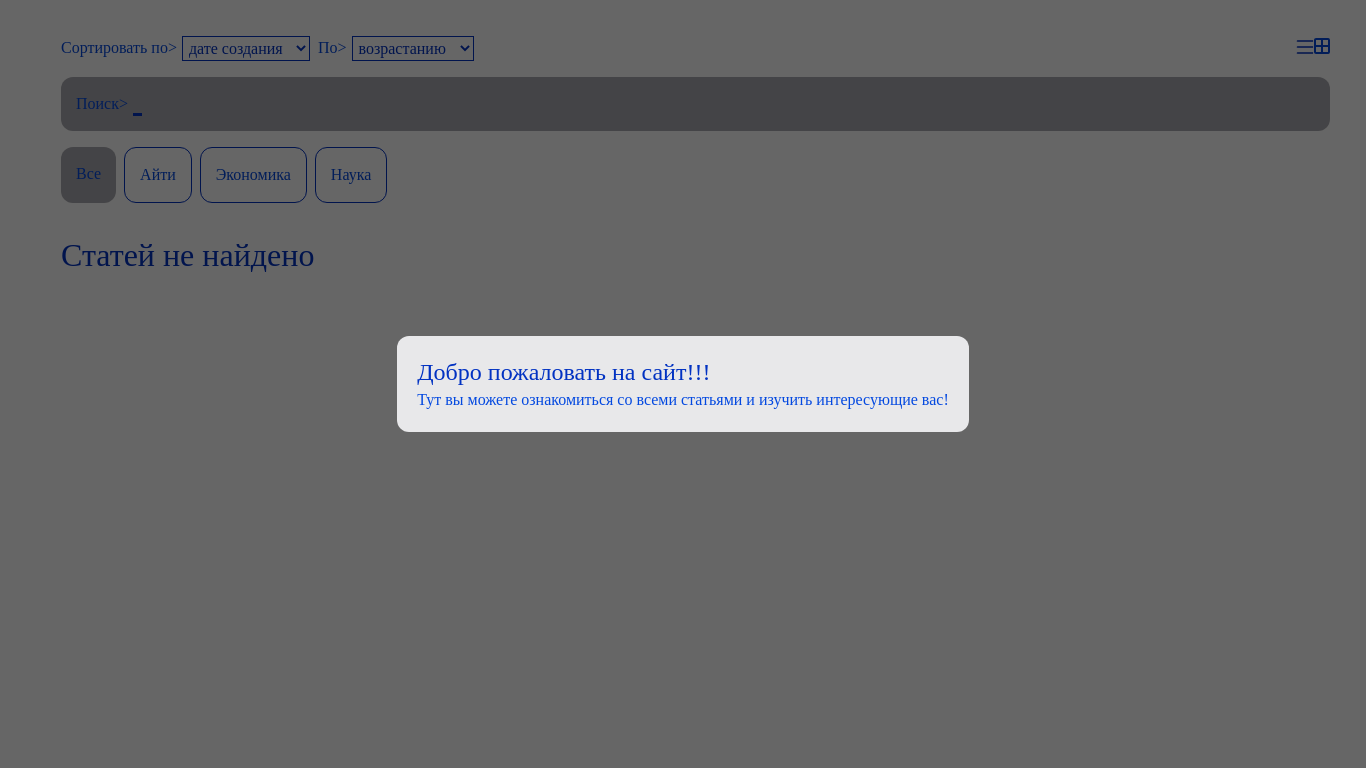 Сортировать по> дате создания По> возрастанию
Поиск> _
Все Айти Экономика Наука
Статей не найдено
Добро пожаловать на сайт!!!
Тут вы можете ознакомиться со всеми статьями и изучить интересующие вас!